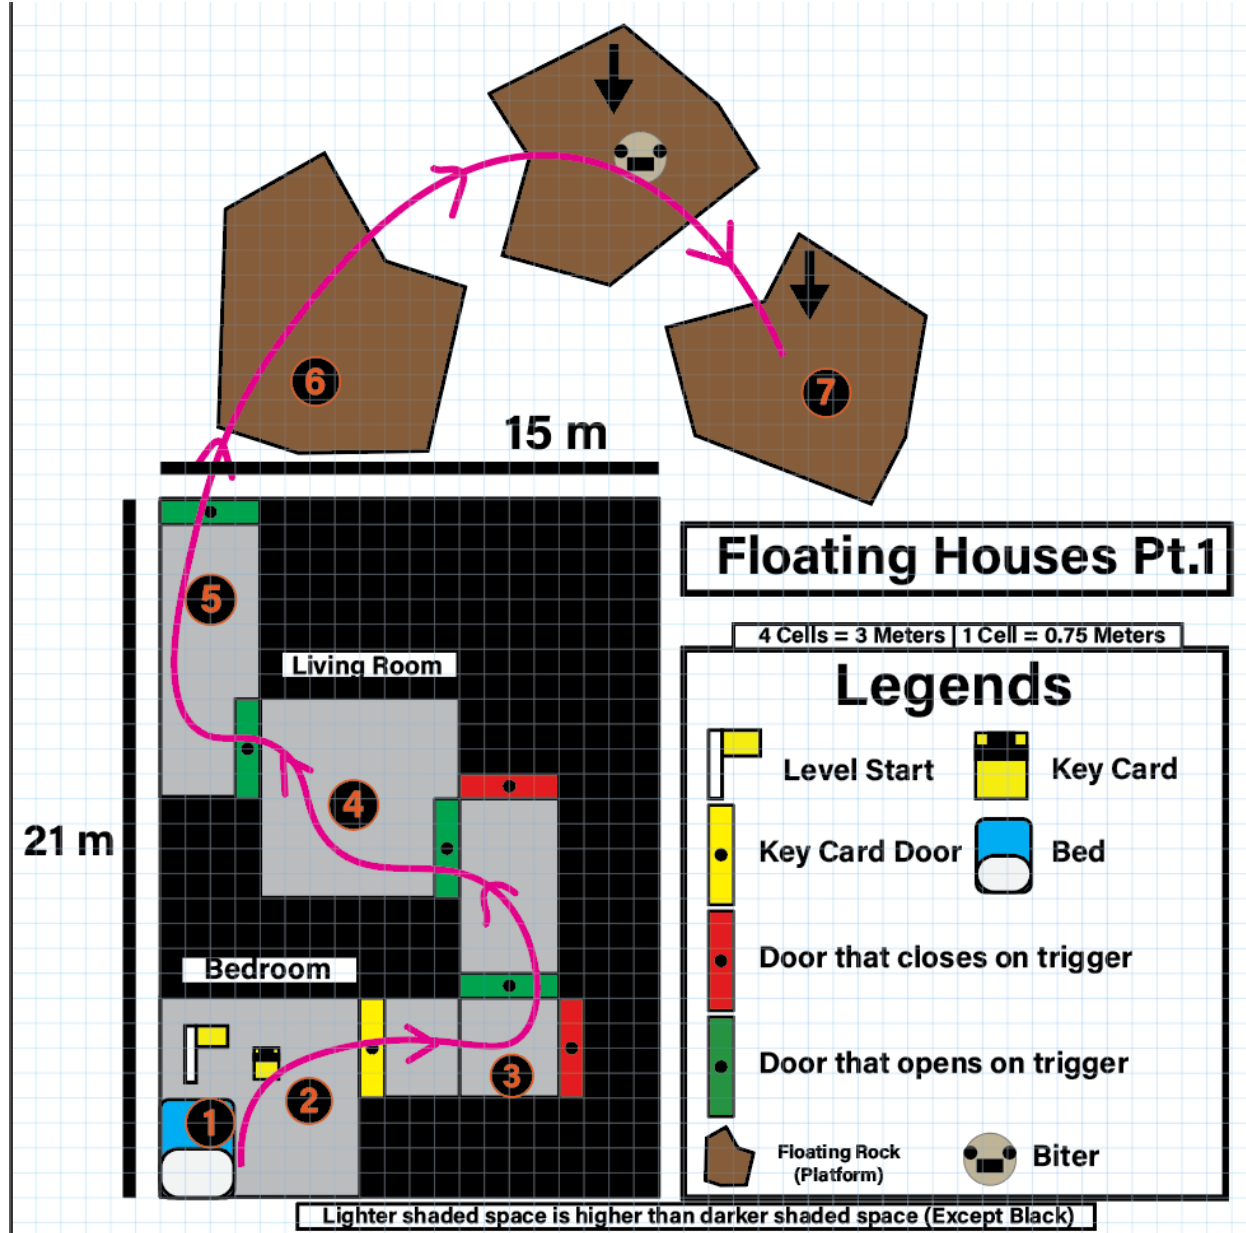 6
7
15 m
Floating Houses Pt.1
5
4 Cells = 3 Meters
1 Cell = 0.75 Meters
Living Room
Legends
Level Start
Key Card
4
21 m
Key Card Door
Bed
Bedroom
Door that closes on trigger
3
2
1
Door that opens on trigger
Floating Rock
(Platform)
Biter
Lighter shaded space is higher than darker shaded space (Except Black)